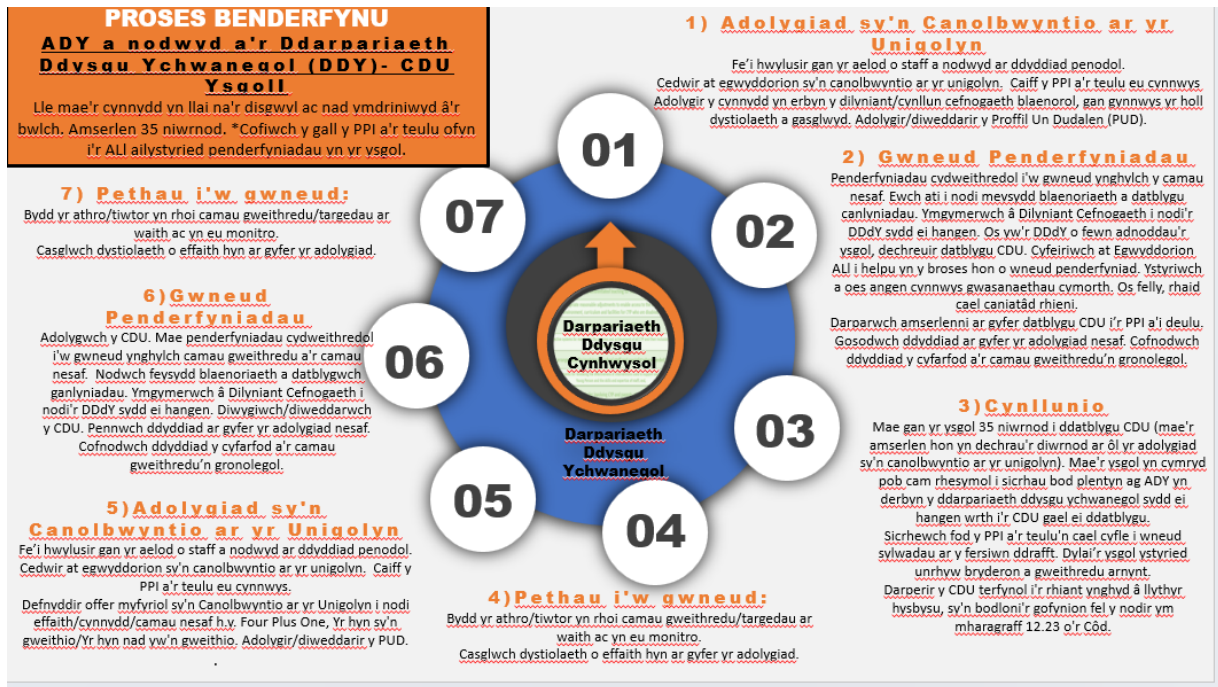 PROSES BENDERFYNU
ADY a nodwyd a'r Ddarpariaeth
Ddysgu Ychwanegol (DDY)- CDU
Ysgoll
Lle mae'r cynnydd yn llai na'r disgwyl ac nad ymdriniwyd â'r
bwlch. Amserlen 35 niwrnod. *Cofiwch y gall y PPI a'r teulu ofyn
i'r ALl ailystyried penderfyniadau yn yr ysgol.
1) Adolygiad sy'n Canolbwyntio ar yr
Unigolyn
Fe'i hwylusir gan yr aelod o staff a nodwyd ar ddyddiad penodol.
Cedwir at egwyddorion sy'n canolbwyntio ar yr unigolyn. Caiff y PPI a'r teulu eu cynnwys
Adolygir y cynnydd yn erbyn y dilyniant/cynllun cefnogaeth blaenorol, gan gynnwys yr holl
dystiolaeth a gasglwyd. Adolygir/diweddarir y Proffil Un Dudalen (PUD).
2) Gwneud Penderfyniadau
Penderfyniadau cydweithredol i'w gwneud ynghylch y camau
nesaf. Ewch ati i nodi meysydd blaenoriaeth a datblygu
canlyniadau. Ymgymerwch â Dilyniant Cefnogaeth i nodi'r
DDdY sydd ei hangen. Os yw'r DDdY o fewn adnoddau'r
ysgol, dechreuir datblygu CDU. Cyfeiriwch at Egwyddorion
ALl i helpu yn y broses hon o wneud penderfyniad. Ystyriwch
a oes angen cynnwys gwasanaethau cymorth. Os felly, rhaid
cael caniatâd rhieni.
Darparwch amserlenni ar gyfer datblygu CDU i'r PPI a'i deulu.
Gosodwch ddyddiad ar gyfer yr adolygiad nesaf. Cofnodwch
ddyddiad y cyfarfod a'r camau gweithredu'n gronolegol.
3)Cynllunio
Mae gan yr ysgol 35 niwrnod i ddatblygu CDU (mae'r
amserlen hon yn dechrau'r diwrnod ar ôl yr adolygiad
sy'n canolbwyntio ar yr unigolyn). Mae'r ysgol yn cymryd
pob cam rhesymol i sicrhau bod plentyn ag ADY yn
derbyn y ddarpariaeth ddysgu ychwanegol sydd ei
hangen wrth i'r CDU gael ei ddatblygu.
Sicrhewch fod y PPI a'r teulu'n cael cyfle i wneud
sylwadau ar y fersiwn ddrafft. Dylai'r ysgol ystyried
unrhyw bryderon a gweithredu arnynt.
Darperir y CDU terfynol i'r rhiant ynghyd â llythyr
hysbysu, sy'n bodloni'r gofynion fel y nodir ym
mharagraff 12.23 o'r Côd.
4)Pethau i'w gwneud:
Bydd yr athro/tiwtor yn rhoi camau gweithredu/targedau ar
waith ac yn eu monitro.
Casglwch dystiolaeth o effaith hyn ar gyfer yr adolygiad.
5)Adolygiad sy'n
Canolbwyntio ar yr Unigolyn
Fe'i hwylusir gan yr aelod o staff a nodwyd ar ddyddiad penodol.
Cedwir at egwyddorion sy'n canolbwyntio ar yr unigolyn. Caiff y
PPI a'r teulu eu cynnwys.
Defnyddir offer myfyriol sy'n Canolbwyntio ar yr Unigolyn i nodi
effaith/cynnydd/camau nesaf h.y. Four Plus One, Yr hyn sy'n
gweithio/Yr hyn nad yw'n gweithio. Adolygir/diweddarir y PUD.
.
6)Gwneud
Penderfyniadau
Adolygwch y CDU. Mae penderfyniadau cydweithredol
i'w gwneud ynghylch camau gweithredu a'r camau
nesaf. Nodwch feysydd blaenoriaeth a datblygwch
ganlyniadau. Ymgymerwch â Dilyniant Cefnogaeth i
nodi'r DDdY sydd ei hangen. Diwygiwch/diweddarwch
y CDU. Pennwch ddyddiad ar gyfer yr adolygiad nesaf.
Cofnodwch ddyddiad y cyfarfod a'r camau
gweithredu'n gronolegol.
7) Pethau i'w gwneud:
Bydd yr athro/tiwtor yn rhoi camau gweithredu/targedau ar
waith ac yn eu monitro.
Casglwch dystiolaeth o effaith hyn ar gyfer yr adolygiad.
01
02
03
04
05
06
07
Darpariaeth
Ddysgu
Cynhwysol
Darpariaeth
Ddysgu
Ychwanegol